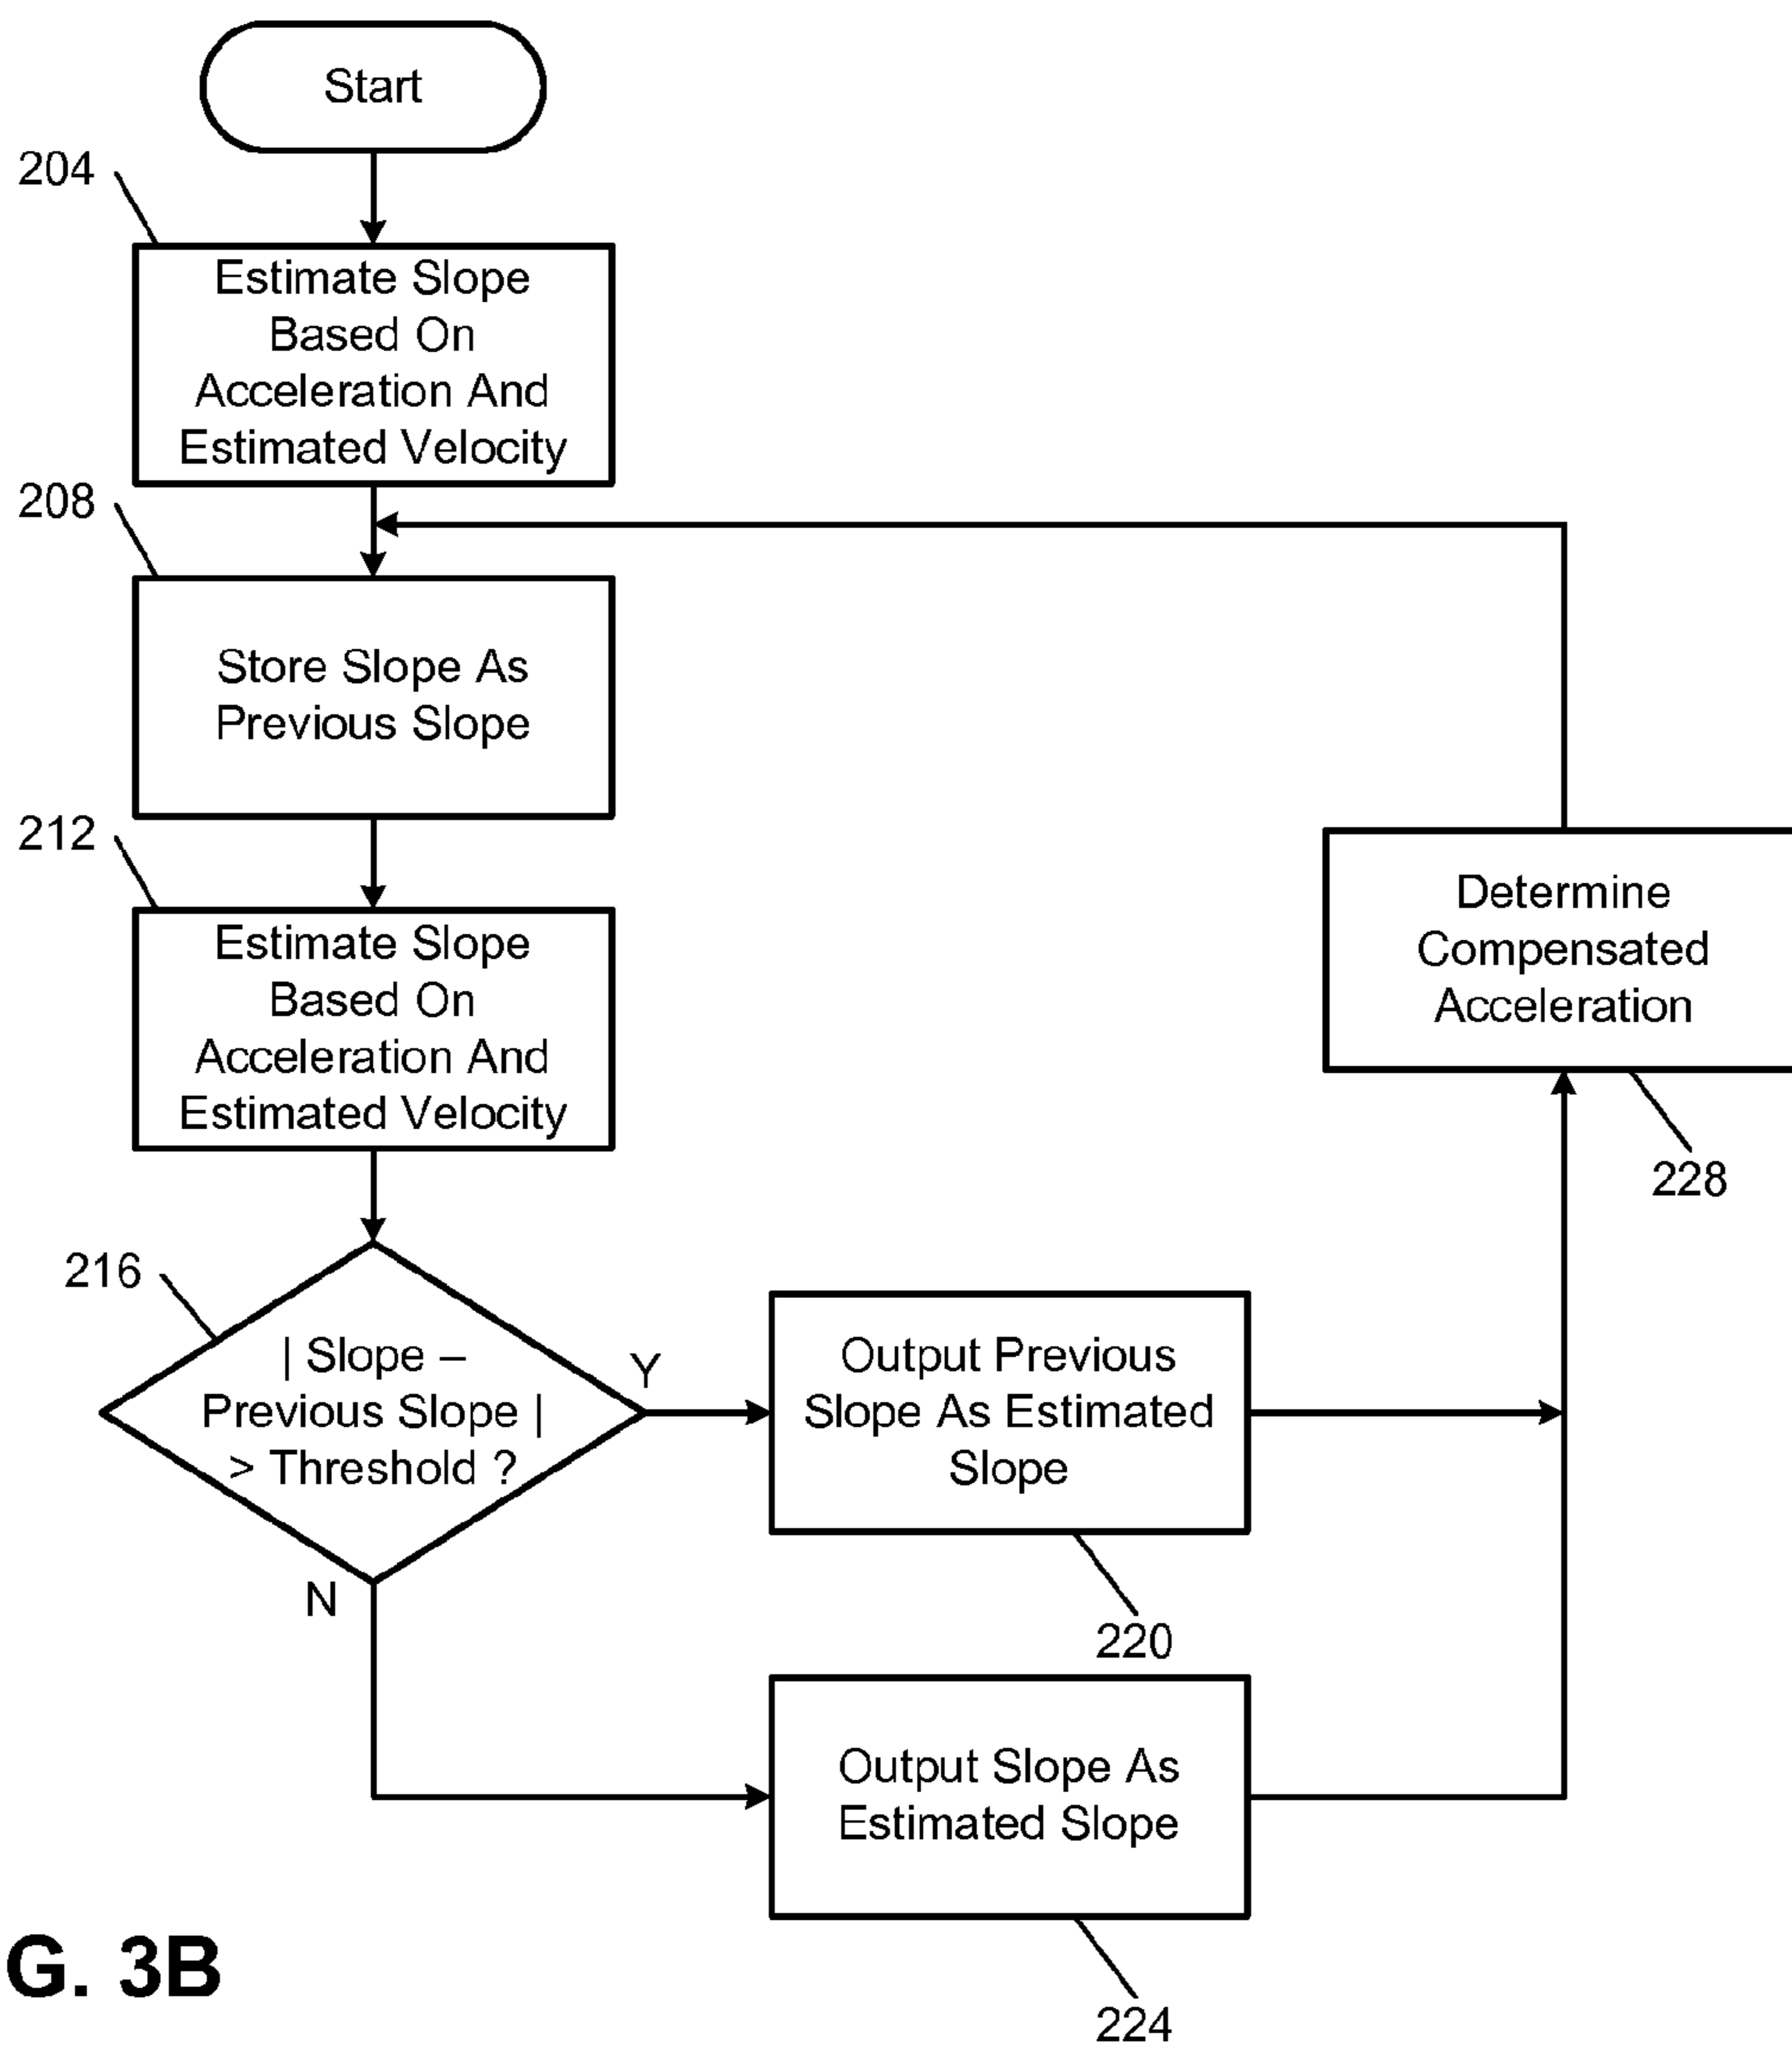 Start
204
Estimate Slope
Based On
Acceleration And
Estimated Velocity
208
Store Slope As
Previous Slope
212
Estimate Slope
Based On
Acceleration And
Estimated Velocity
Determine
Compensated
Acceleration
228
216
| Slope –
Previous Slope |
> Threshold ?
Y
N
Output Previous
Slope As Estimated
Slope
220
Output Slope As
Estimated Slope
224
G. 3B